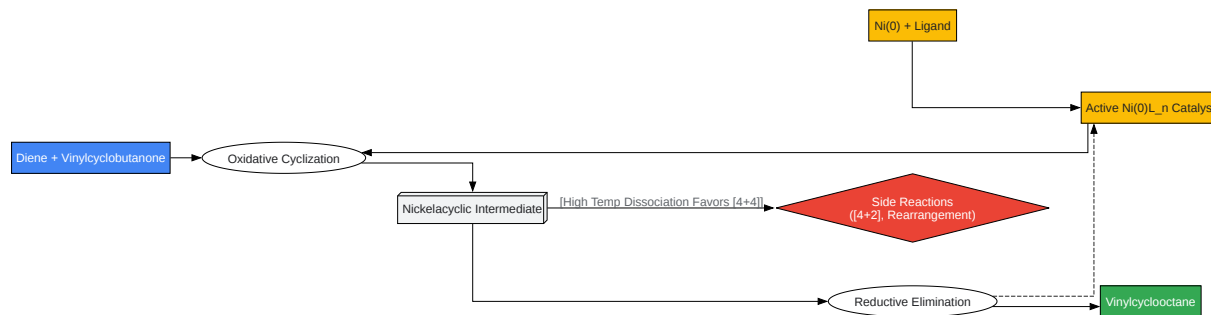 Ni(0) + Ligand
Active Ni(0)L_n Catalys
Diene + Vinylcyclobutanone
Oxidative Cyclization
Nickelacyclic Intermediate
[High Temp Dissociation Favors [4+4]]
Side Reactions
([4+2], Rearrangement)
Reductive Elimination
Vinylcyclooctane